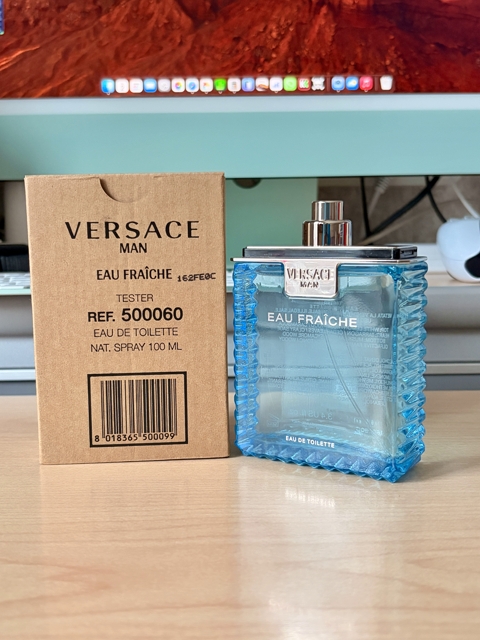 VERSACE
MAN
EAU FRAÎCHE 162FE0C
TESTER
REF. 500060
EAU DE TOILETTE
NAT. SPRAY 100 ML
8 018365 500099
VERSACE
MAN
EAU FRAÎCHE
EAU DE TOILETTE